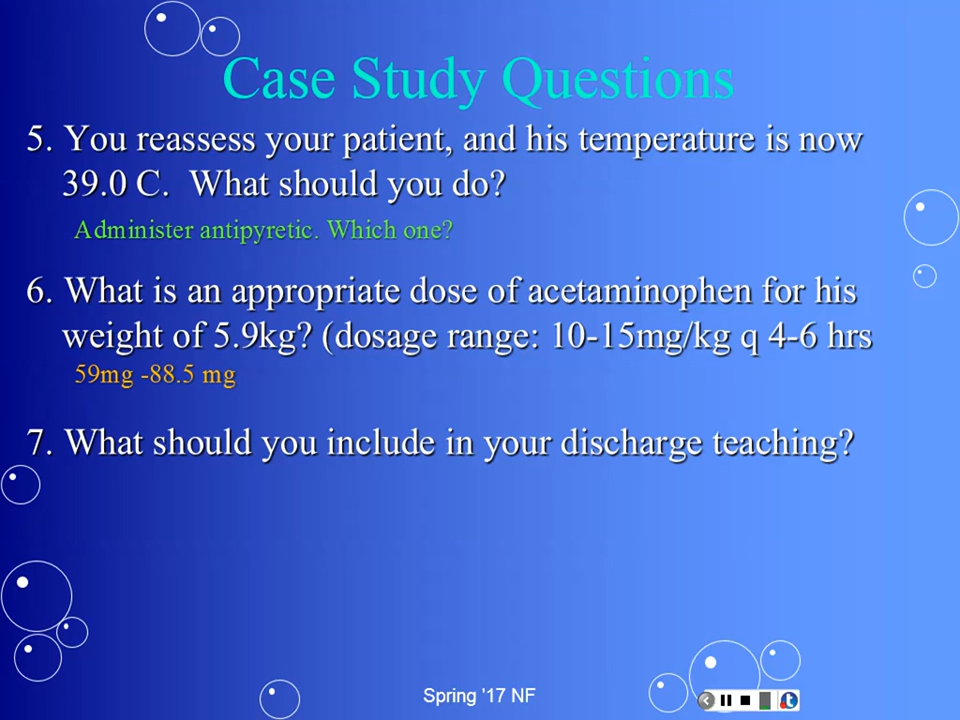 Case Study Questions
5. You reassess your patient, and his temperature is now
39.0 C. What should you do?
Administer antipyretic. Which one?
6. What is an appropriate dose of acetaminophen for his
weight of 5.9kg? (dosage range: 10-15mg/kg q 4-6 hrs
59mg -88.5 mg
7. What should you include in your discharge teaching?
Spring '17 NF
t